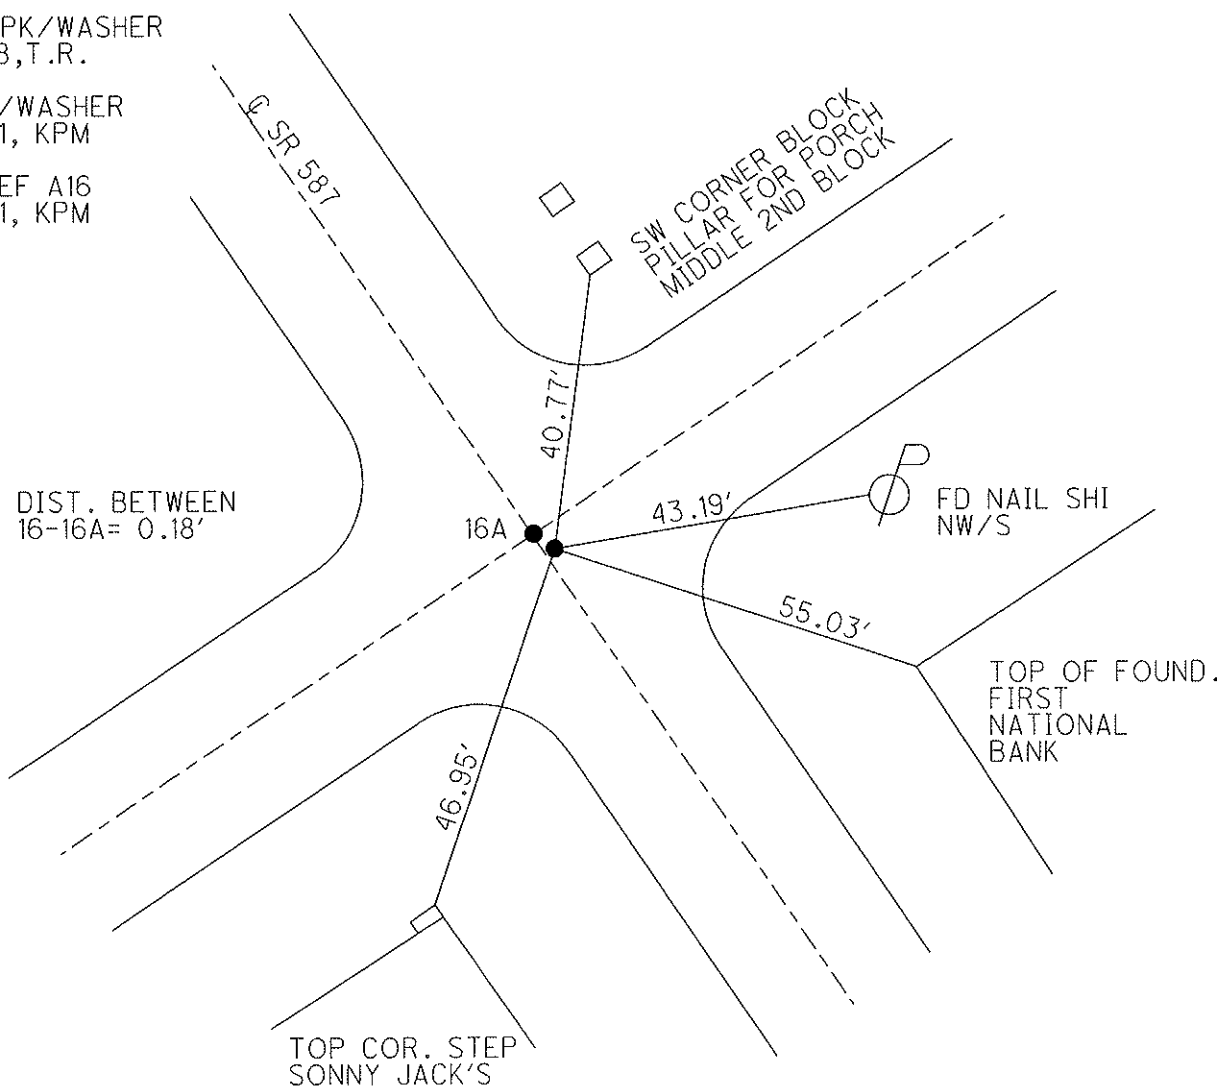 PK/WASHER
,T.R.
/WASHER
1, KPM
EF A16
1, KPM
℄ SR 587
SW CORNER BLOCK
PILLAR FOR PORCH
MIDDLE 2ND BLOCK
40.77'
DIST. BETWEEN
16-16A= 0.18'
16A
43.19'
FD NAIL SHI
NW/S
55.03'
TOP OF FOUND.
FIRST
NATIONAL
BANK
46.95'
TOP COR. STEP
SONNY JACK'S